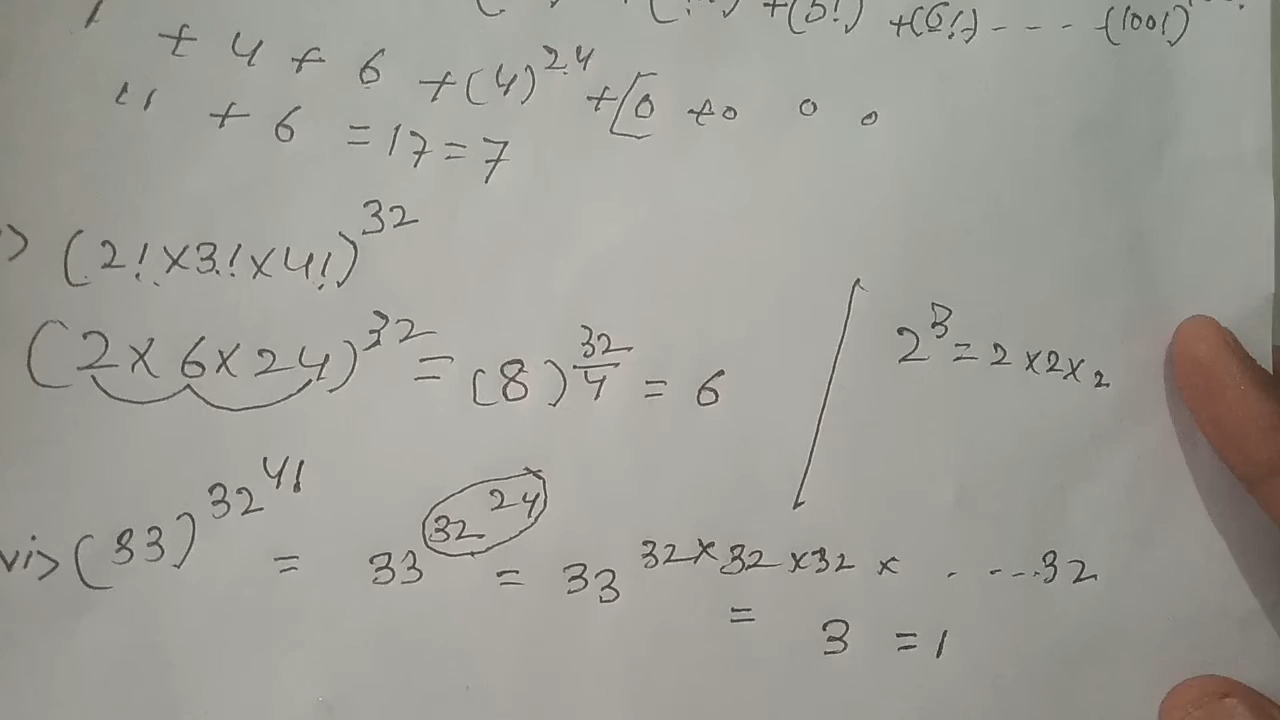 +(5!) +(6!) - - - - (100!)
+ 4 + 6 +(4)^24 + [0 to 0 0
" + 6 = 17 = 7
> (2! x 3! x 4!)^32
(2 x 6 x 24)^32 = (8)^32/4 = 6
2^3 = 2 x 2 x 2
vi> (33)^32^4! = 33^32^24 = 33^32 x 32 x 32 x . - - ... 32
= 3 = 1